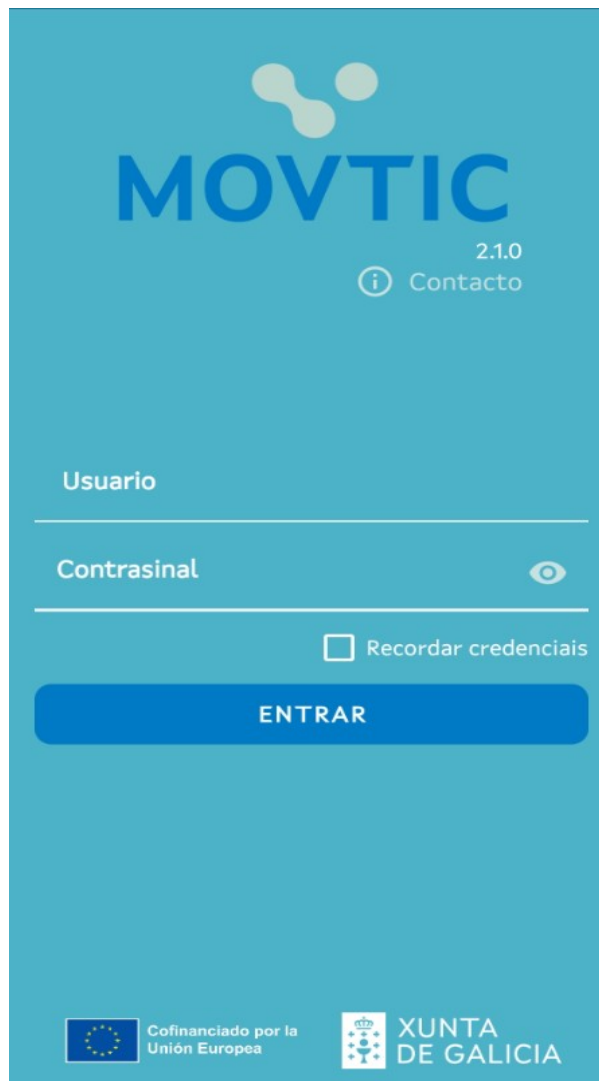 MOVTIC
2.1.0
Contacto
Usuario
Contrasinal
Recordar credenciais
ENTRAR
Cofinanciado por la
Unión Europea
XUNTA
DE GALICIA